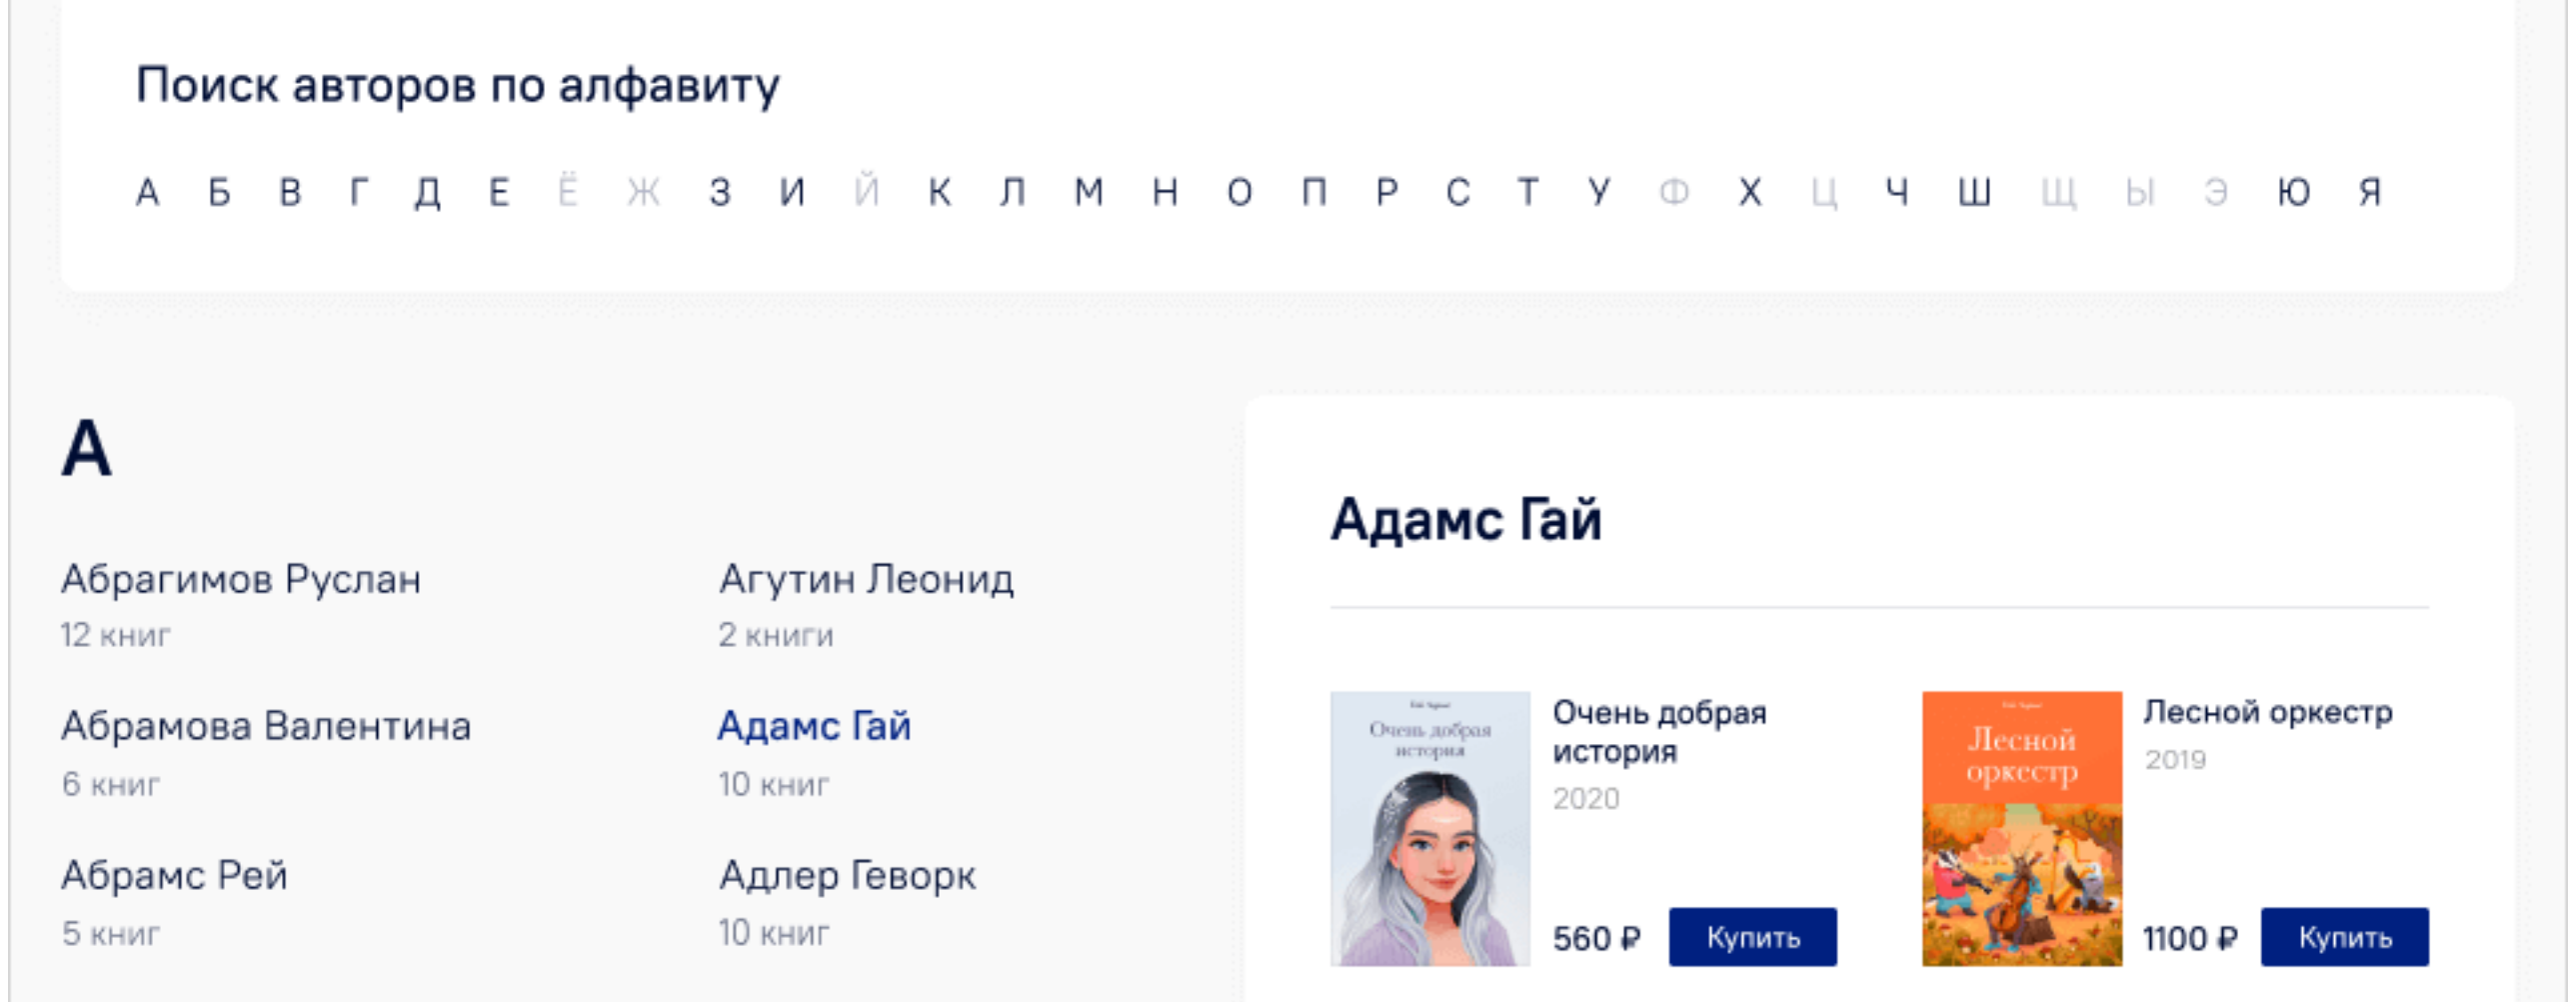 Поиск авторов по алфавиту
А Б В Г Д Е Ё Ж З И Й К Л М Н О П Р С Т У Ф Х Ц Ч Ш Щ Ы Э Ю Я
А
Абрагимов Руслан
12 книг
Абрамова Валентина
6 книг
Абрамс Рей
5 книг
Агутин Леонид
2 книги
Адамс Гай
10 книг
Адлер Геворк
10 книг
Адамс Гай
Очень добрая
история
Очень добрая
история
2020
560 ₽
Купить
Лесной
оркестр
Лесной оркестр
2019
1100 ₽
Купить